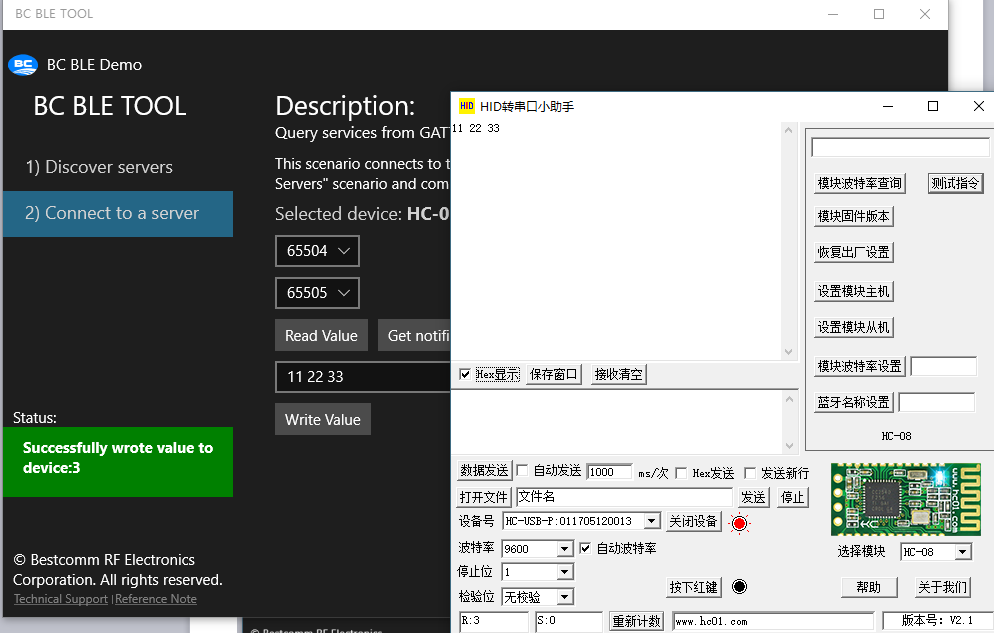 BC BLE TOOL
BC BLE Demo
BC BLE TOOL
1) Discover servers
2) Connect to a server
Status:
Successfully wrote value to
device:3
© Bestcomm RF Electronics
Corporation. All rights reserved.
Technical Support |Reference Note
Description:
Query services from GAT
This scenario connects to t
Servers" scenario and com
Selected device: HC-0
65504
65505
Read Value
Get notifi
11 22 33
Write Value
© Bestcomm RF Electronics
HID HID转串口小助手
11 22 33
Hex显示 保存窗口 接收清空
数据发送 自动发送 1000 ms/次 Hex发送 发送新行
打开文件 文件名 发送 停止
设备号 HC-USB-P:011705120013 关闭设备
波特率 9600 自动波特率
停止位 1
检验位 无校验 按下红键
R:3 S:0 重新计数 www.hc01.com
模块波特率查询 测试指令
模块固件版本
恢复出厂设置
设置模块主机
设置模块从机
模块波特率设置
蓝牙名称设置
HC-08
www.hc01.com
选择模块 HC-08
帮助 关于我们
版本号: V2.1